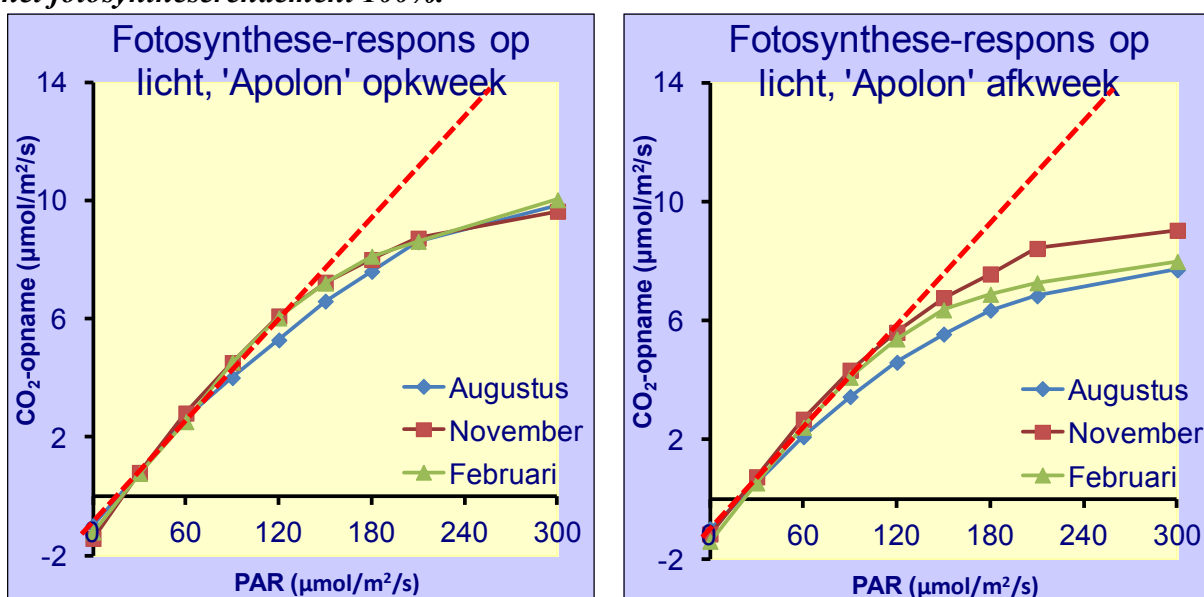 het fotosyntheserendement 100%.
Fotosynthese-respons op
licht, 'Apolon' opkweek
14
10
6
2
-2
CO₂-opname (µmol/m²/s)
Augustus
November
Februari
0 60 120 180 240 300
PAR (µmol/m²/s)
Fotosynthese-respons op
licht, 'Apolon' afkweek
14
10
6
2
-2
CO₂-opname (µmol/m²/s)
Augustus
November
Februari
0 60 120 180 240 300
PAR (µmol/m²/s)